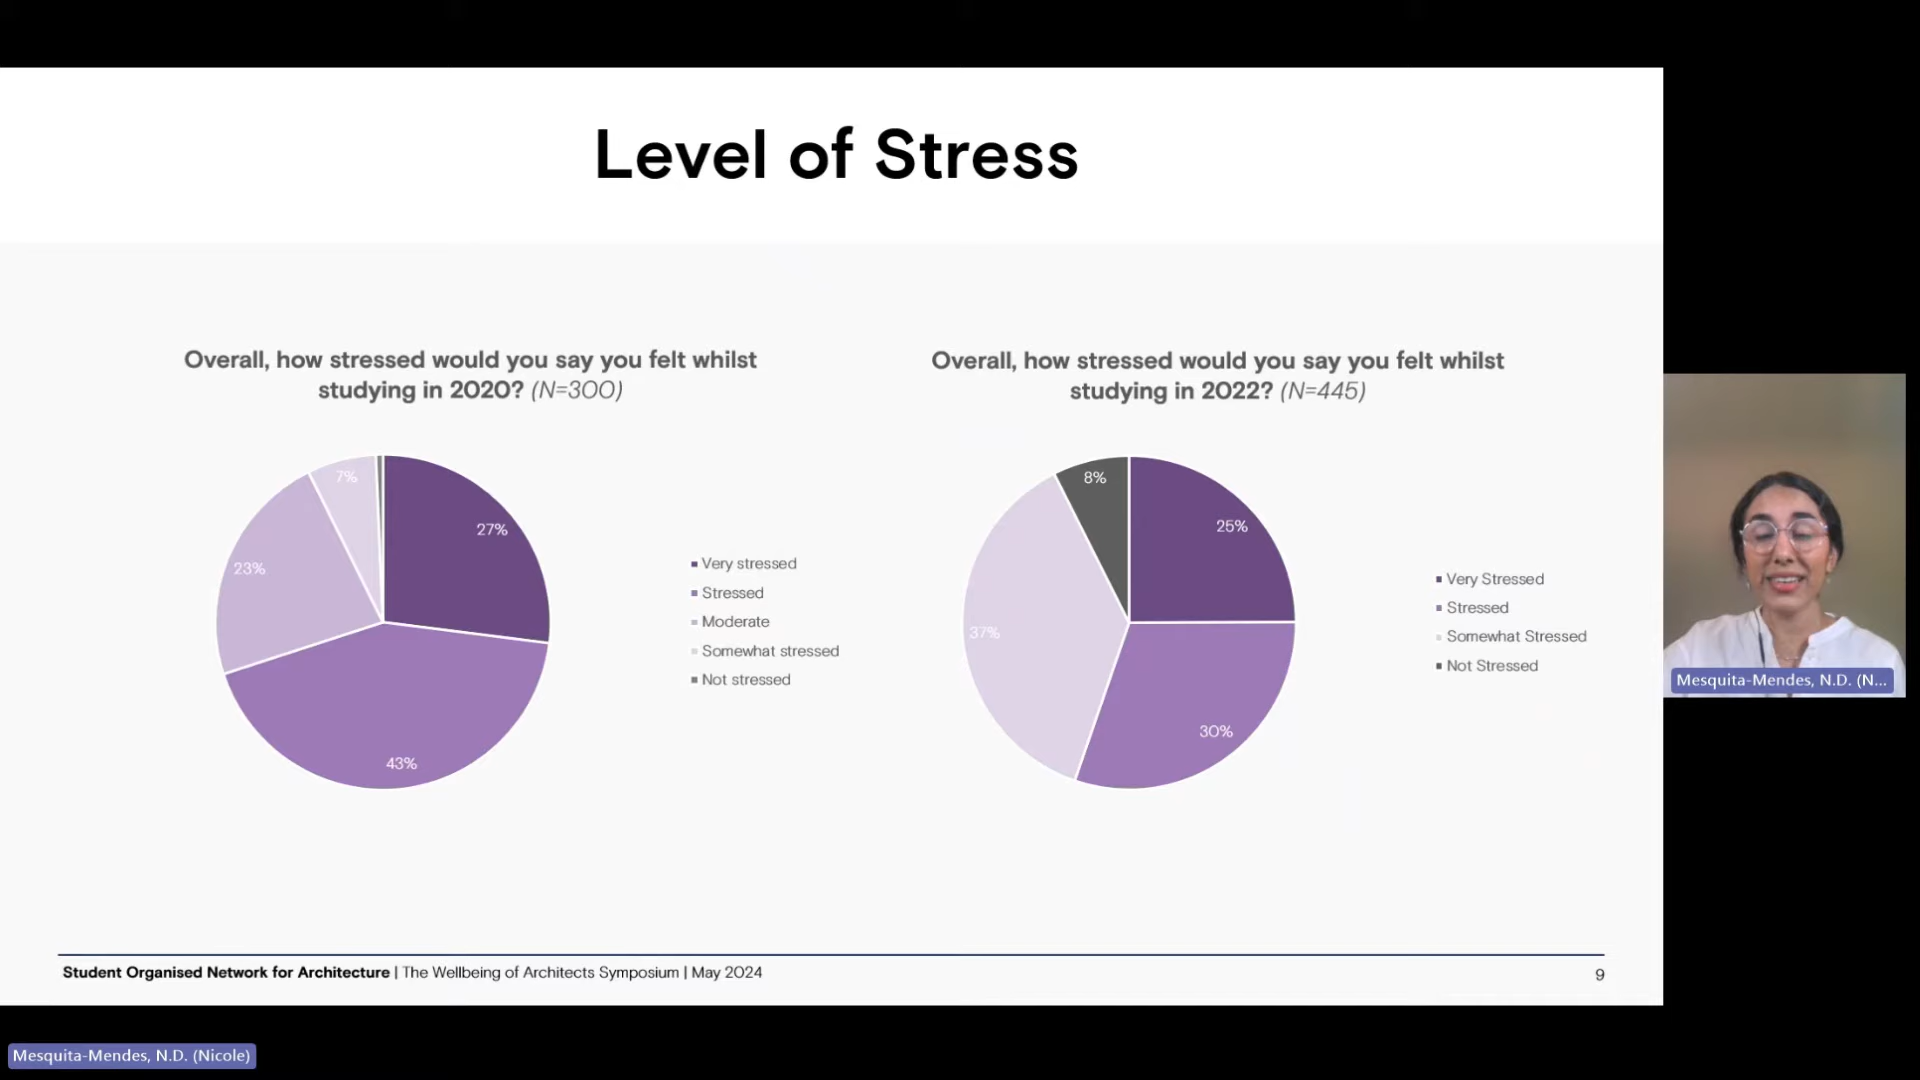 Level of Stress
Overall, how stressed would you say you felt whilst
studying in 2020? (N=300)
7%
27%
23%
43%
Very stressed
Stressed
Moderate
Somewhat stressed
Not stressed
Overall, how stressed would you say you felt whilst
studying in 2022? (N=445)
8%
25%
37%
30%
Very Stressed
Stressed
Somewhat Stressed
Not Stressed
Mesquita-Mendes, N.D. (N...
Student Organised Network for Architecture | The Wellbeing of Architects Symposium | May 2024
9
Mesquita-Mendes, N.D. (Nicole)